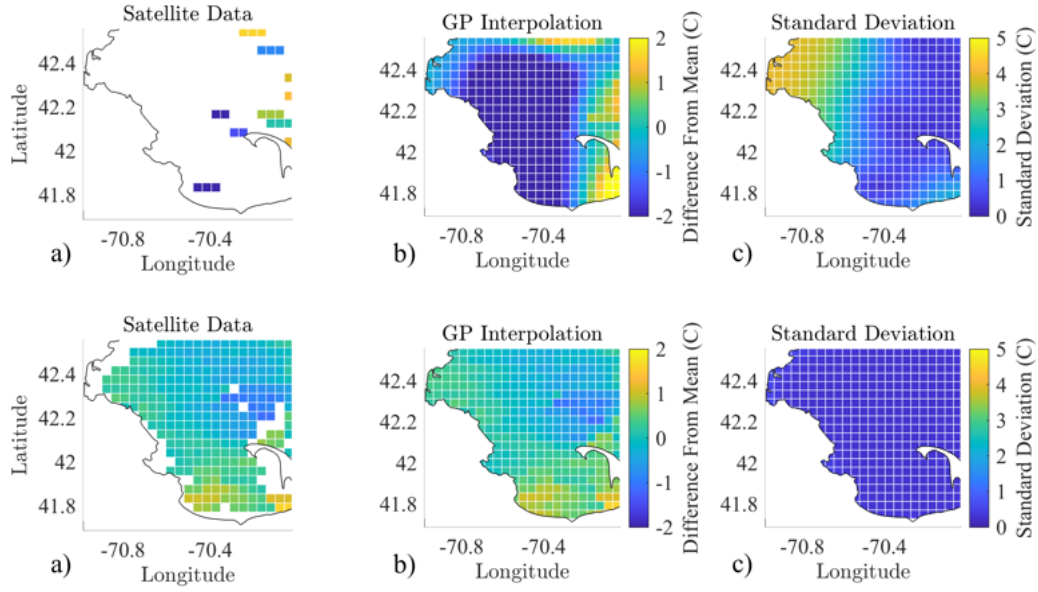 Satellite Data
GP Interpolation
Standard Deviation
Latitude
42.4
42.2
42
41.8
-70.8
-70.4
Longitude
a)
42.4
42.2
42
41.8
-70.8
-70.4
Longitude
b)
2
1
0
-1
-2
Difference From Mean (C)
42.4
42.2
42
41.8
-70.8
-70.4
Longitude
c)
5
4
3
2
1
0
Standard Deviation (C)
Satellite Data
GP Interpolation
Standard Deviation
Latitude
42.4
42.2
42
41.8
-70.8
-70.4
Longitude
a)
42.4
42.2
42
41.8
-70.8
-70.4
Longitude
b)
2
1
0
-1
-2
Difference From Mean (C)
42.4
42.2
42
41.8
-70.8
-70.4
Longitude
c)
5
4
3
2
1
0
Standard Deviation (C)